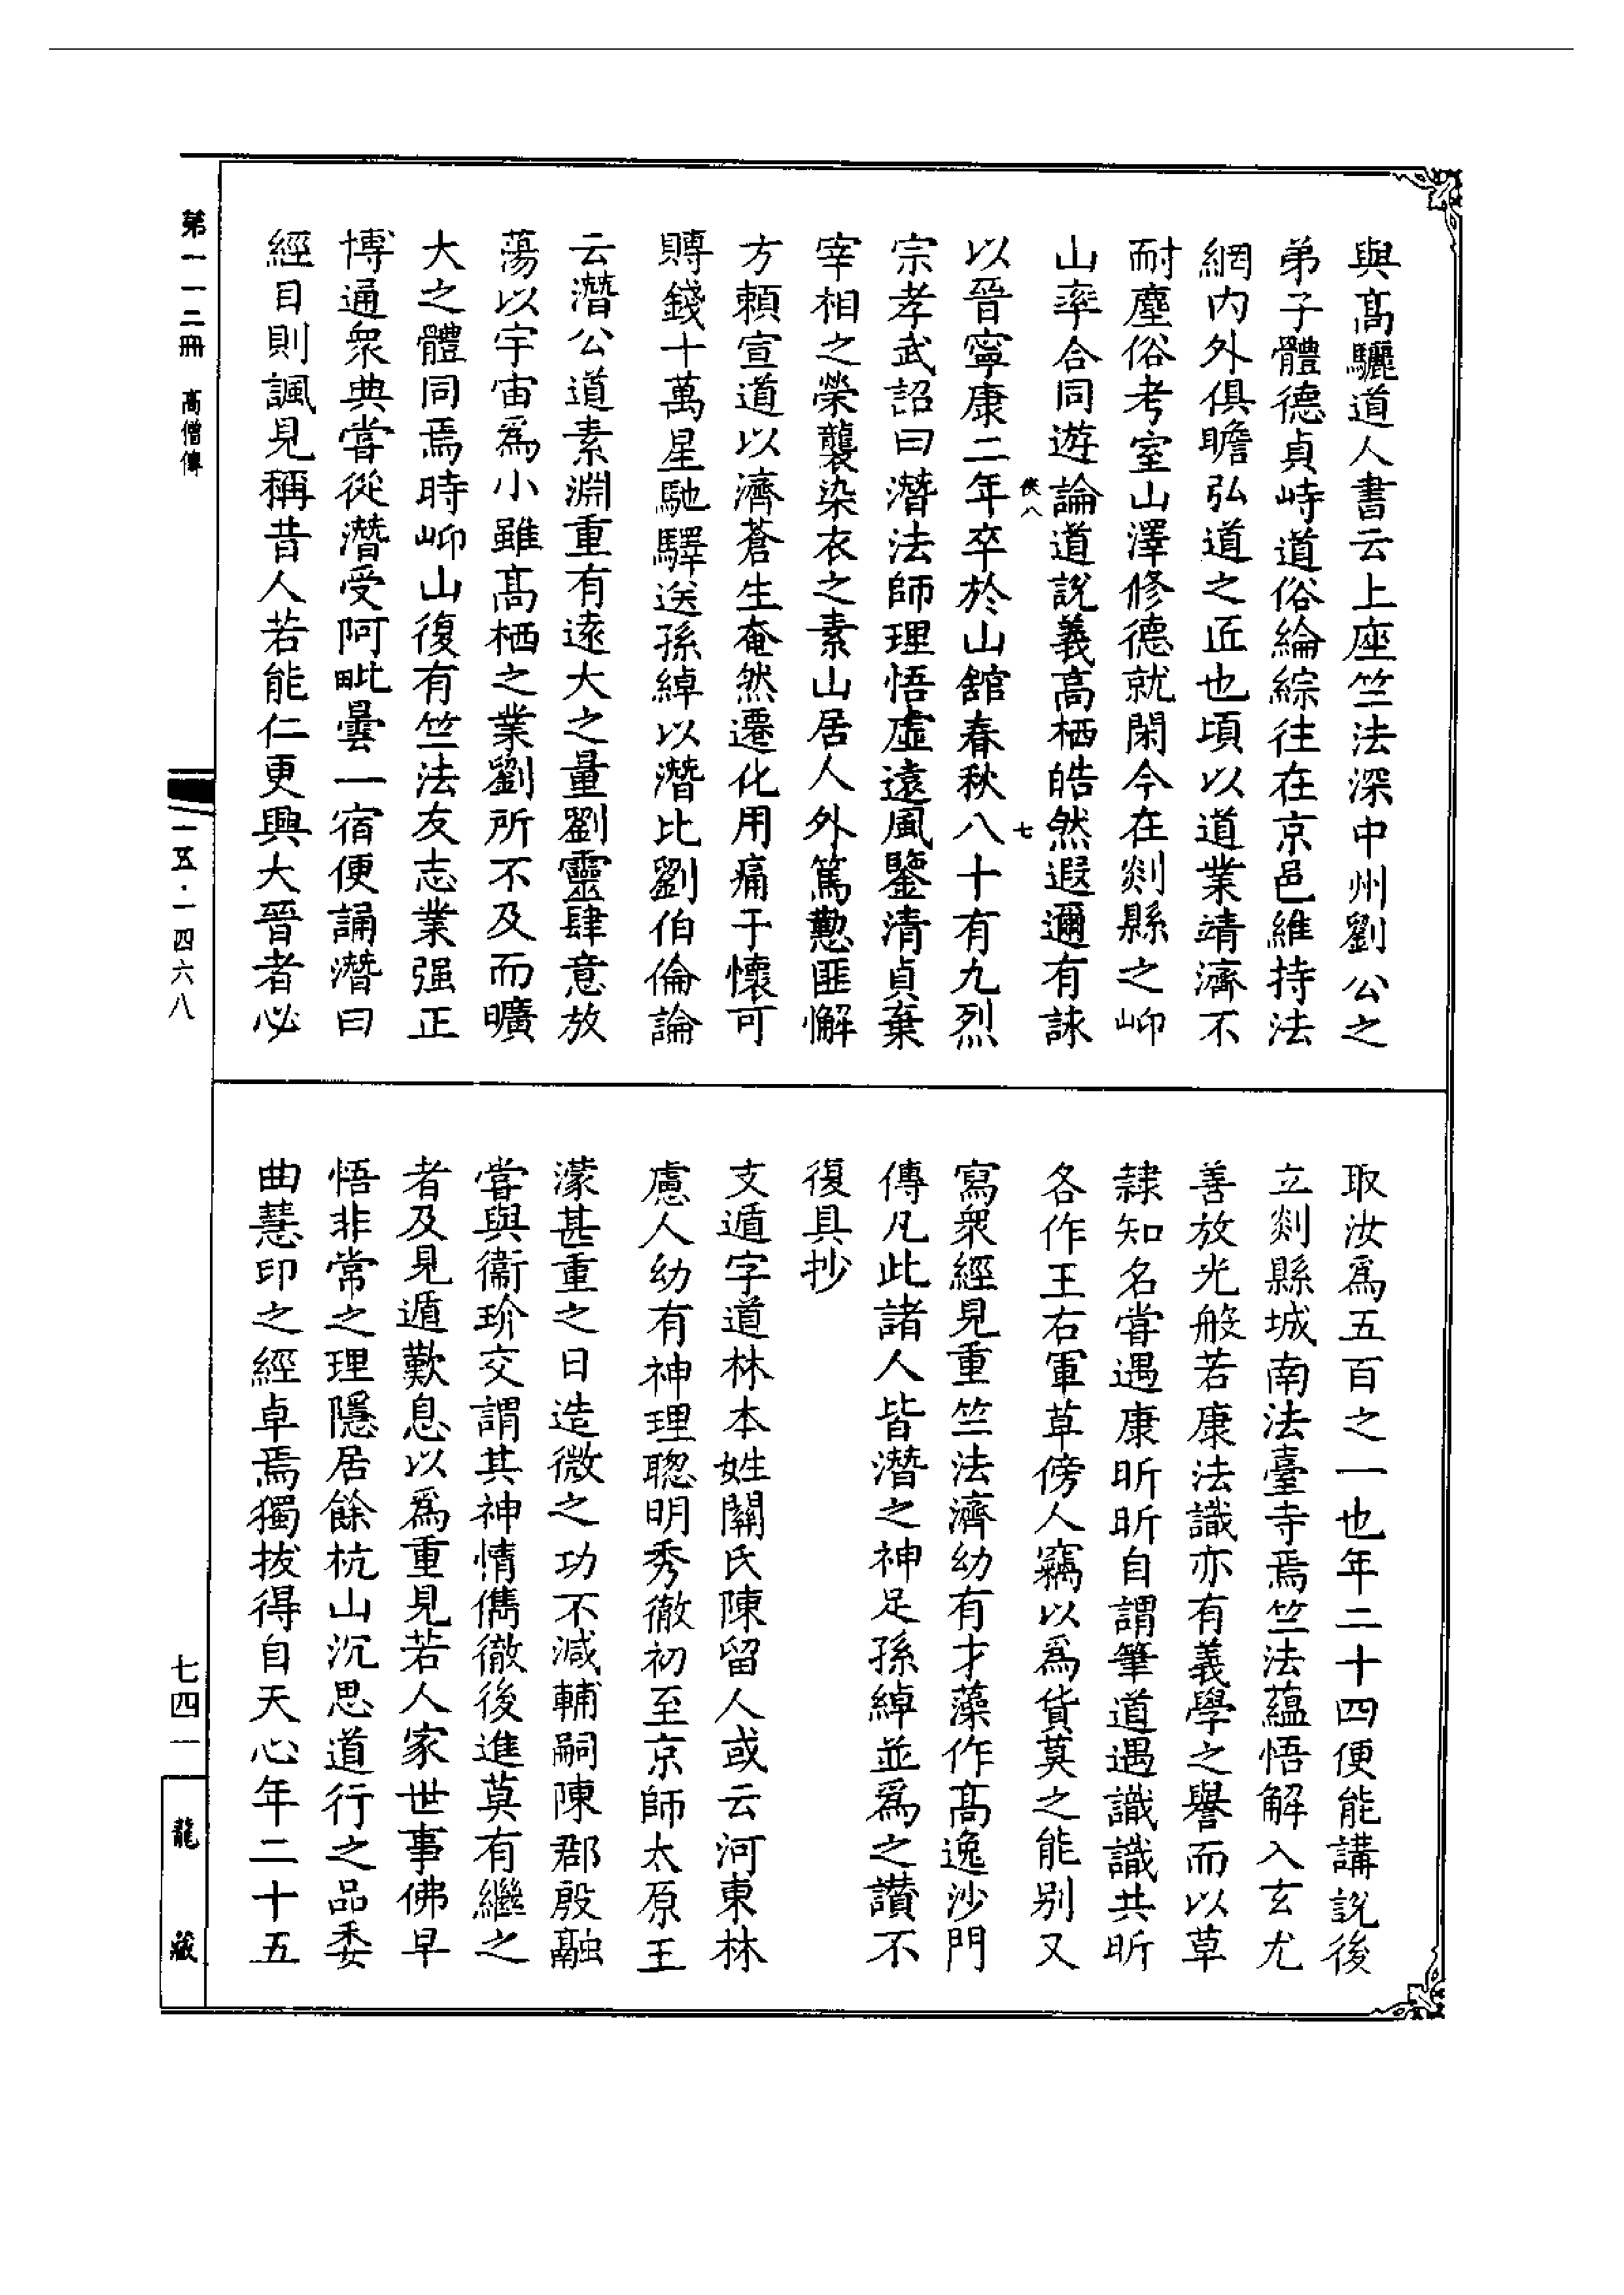 與髙驪道人書云上座竺法深中州劉公之
弟子體德貞峙道俗綸綜往在京邑維持法
網内外俱瞻弘道之匠也頃以道業靖濟不
耐塵俗考室山澤修德就閑今在剡縣之岇
山率合同遊論道說義高栖皓然遐邇有詠
以晉寧康二年卒於山舘春秋八十有九烈
宗孝武詔曰潛法師理悟虛遠風鑒清貞棄
宰相之榮襲染衣之素山居人外篤懃匪懈
方賴宣道以濟蒼生奄然遷化用痛于懷可
賻錢十萬星馳驛送孫綽以潛比劉伯倫論
云潛公道素淵重有逺大之量劉靈肆意放
蕩以宇宙爲小雖髙栖之業劉所不及而曠
大之體同焉時岇山復有竺法友志業强正
博通衆典嘗從潛受阿毗曇一宿便誦潛曰
經目則諷見稱昔人若能仁更興大晉者必
取汝爲五百之一也年二十四便能講說後
立剡縣城南法臺寺焉竺法蘊悟解入玄尤
善放光般若康法識亦有義學之譽而以草
隸知名嘗遇康昕昕自謂筆道遇識識共昕
各作王右軍草傍人竊以爲貨莫之能别又
寫衆經見重竺法濟幼有才藻作髙逸沙門
傳凡此諸人皆潛之神足孫綽並爲之讚不
復具抄
支遁字道林本姓關氏陳留人或云河東林
慮人幼有神理聰明秀徹初至京師太原王
濛甚重之曰造微之功不減輔嗣陳郡殷融
嘗與衞玠交謂其神情儁徹後進莫有繼之
者及見遁歎息以爲重見若人家世事佛早
悟非常之理隱居餘杭山沉思道行之品委
曲慧印之經卓焉獨拔得自天心年二十五
俠八
七
第一一二冊 高僧傳
一五·一四六八
七四一
龍藏